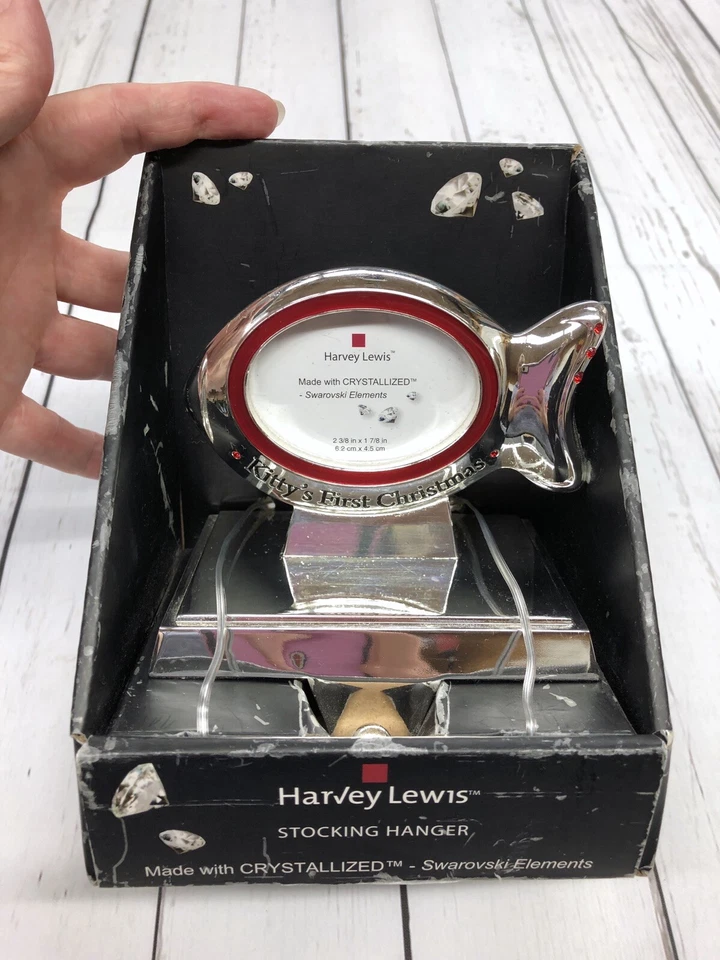 Harvey Lewis™
Made with CRYSTALLIZED™
- Swarovski Elements
2 3/8 in x 1 7/8 in
6.2 cm x 4.5 cm
Kitty's First Christmas
Harvey Lewis™
STOCKING HANGER
Made with CRYSTALLIZED™ - Swarovski Elements